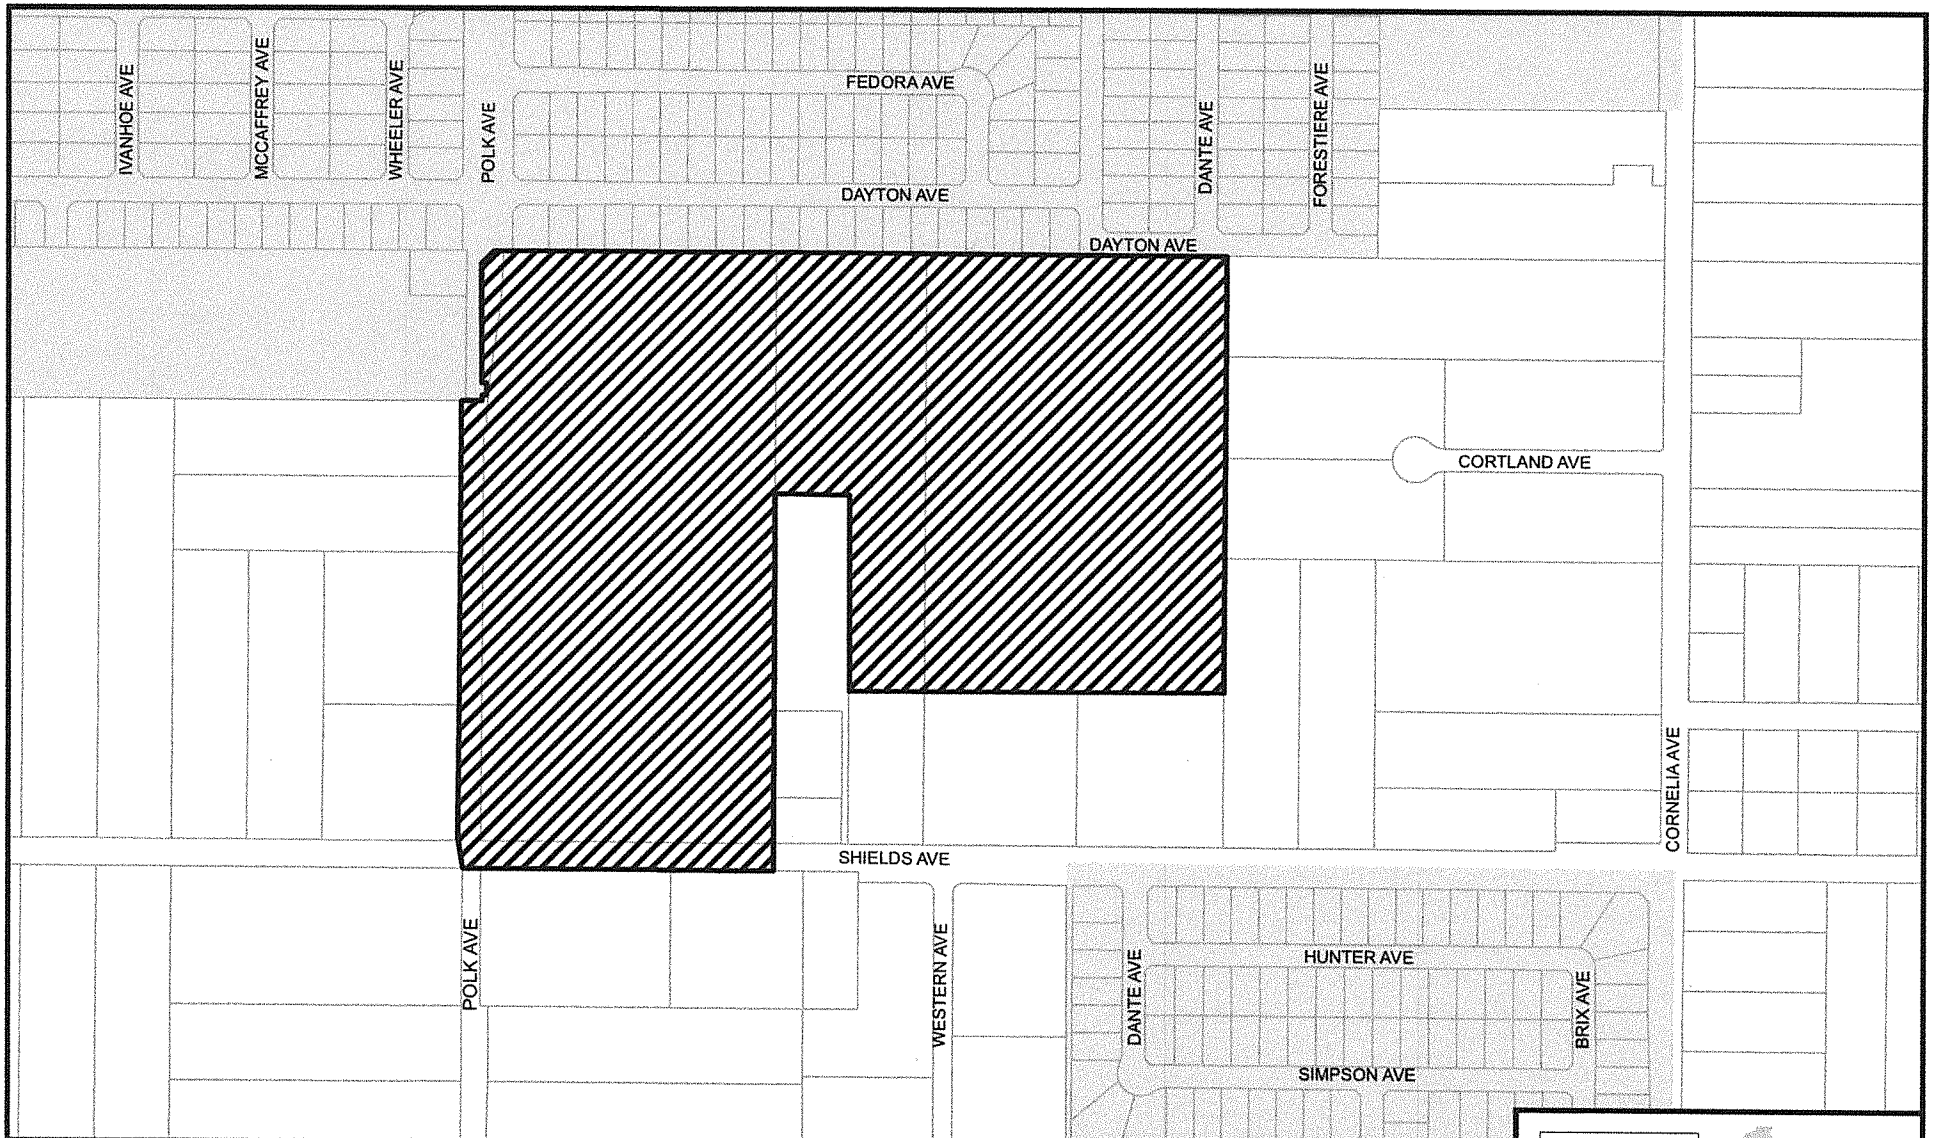 IVANHOE AVE
MCCAFFREY AVE
WHEELER AVE
POLK AVE
FEDORA AVE
DANTE AVE
FORESTIERE AVE
DAYTON AVE
DAYTON AVE
CORTLAND AVE
CORNELIA AVE
SHIELDS AVE
POLK AVE
WESTERN AVE
DANTE AVE
HUNTER AVE
BRIX AVE
SIMPSON AVE